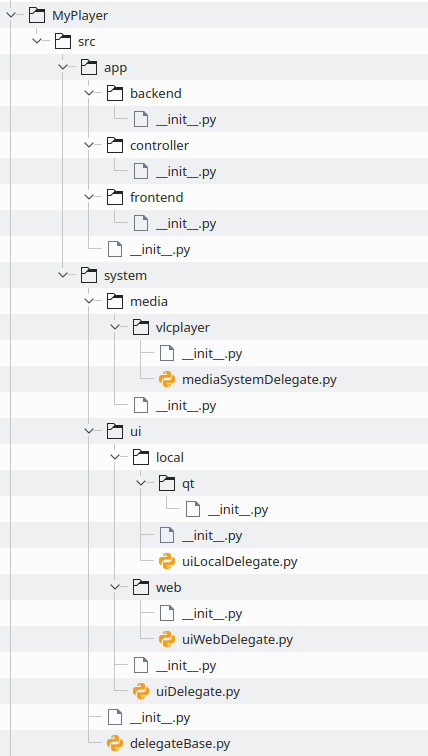 MyPlayer
src
app
backend
__init__.py
controller
__init__.py
frontend
__init__.py
__init__.py
system
media
vlcplayer
__init__.py
mediaSystemDelegate.py
__init__.py
ui
local
qt
__init__.py
__init__.py
uiLocalDelegate.py
web
__init__.py
uiWebDelegate.py
__init__.py
uiDelegate.py
__init__.py
delegateBase.py